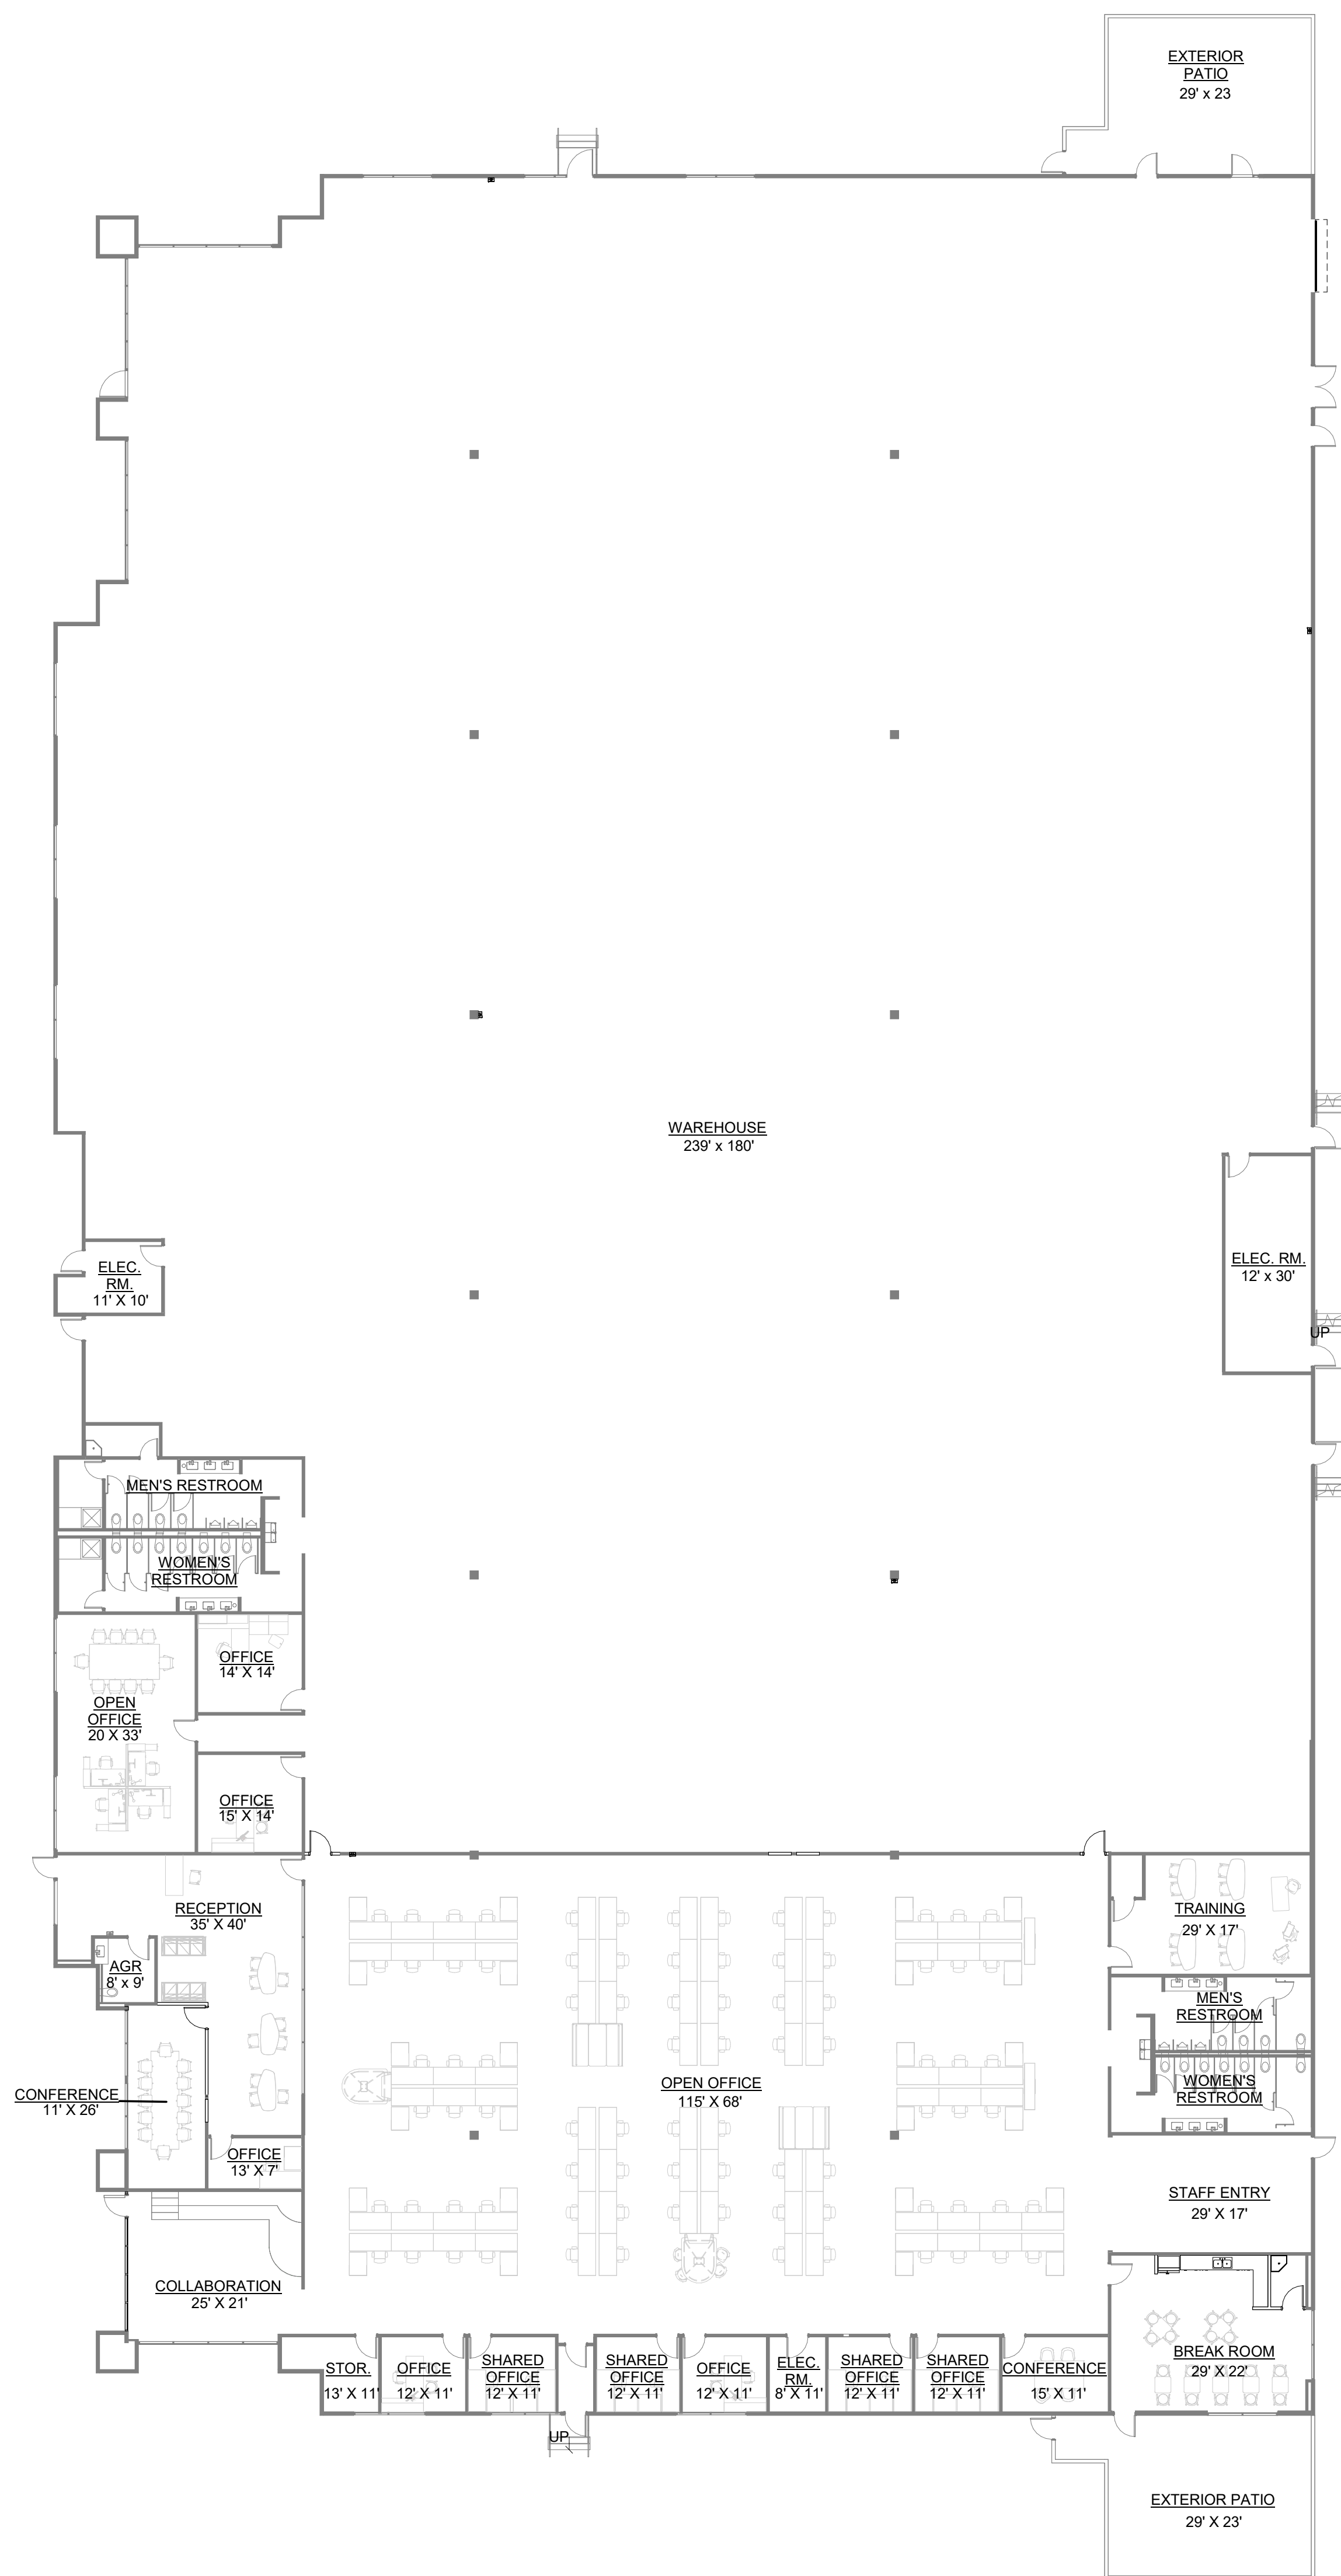 EXTERIOR
PATIO
29' x 23
WAREHOUSE
239' x 180'
ELEC.
RM.
11' X 10'
ELEC. RM.
12' x 30'
UP
MEN'S RESTROOM
WOMEN'S
RESTROOM
OFFICE
14' X 14'
OPEN
OFFICE
20 X 33'
OFFICE
15' X 14'
RECEPTION
35' X 40'
TRAINING
29' X 17'
AGR
8' x 9'
MEN'S
RESTROOM
OPEN OFFICE
115' X 68'
WOMEN'S
RESTROOM
CONFERENCE
11' X 26'
OFFICE
13' X 7'
STAFF ENTRY
29' X 17'
COLLABORATION
25' X 21'
STOR.
13' X 11'
OFFICE
12' X 11'
SHARED
OFFICE
12' X 11'
SHARED
OFFICE
12' X 11'
OFFICE
12' X 11'
ELEC.
RM.
8' X 11'
SHARED
OFFICE
12' X 11'
SHARED
OFFICE
12' X 11'
CONFERENCE
15' X 11'
BREAK ROOM
29' X 22'
UP
EXTERIOR PATIO
29' X 23'